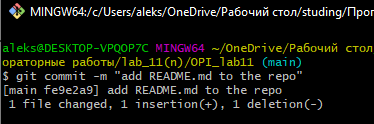 MINGW64:/c/Users/aleks/OneDrive/Рабочий стол/studing/Прог
aleks@DESKTOP-VPQOP7C MINGW64 ~/OneDrive/Рабочий стол
ораторные работы/lab_11(n)/OPI_lab11 (main)
$ git commit -m "add README.md to the repo"
[main fe9e2a9] add README.md to the repo
1 file changed, 1 insertion(+), 1 deletion(-)